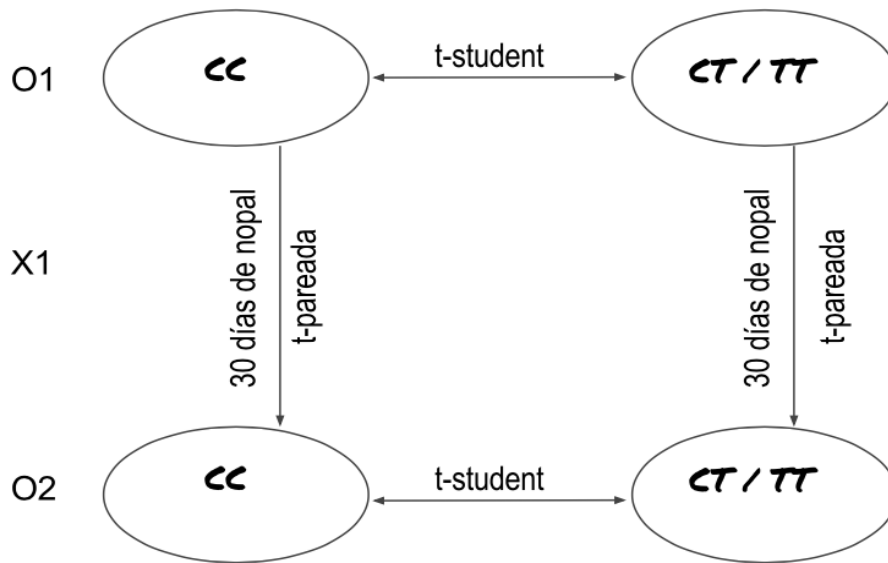 O1
CC
t-student
CT / TT
X1
30 días de nopal
t-pareada
30 días de nopal
t-pareada
O2
CC
t-student
CT / TT